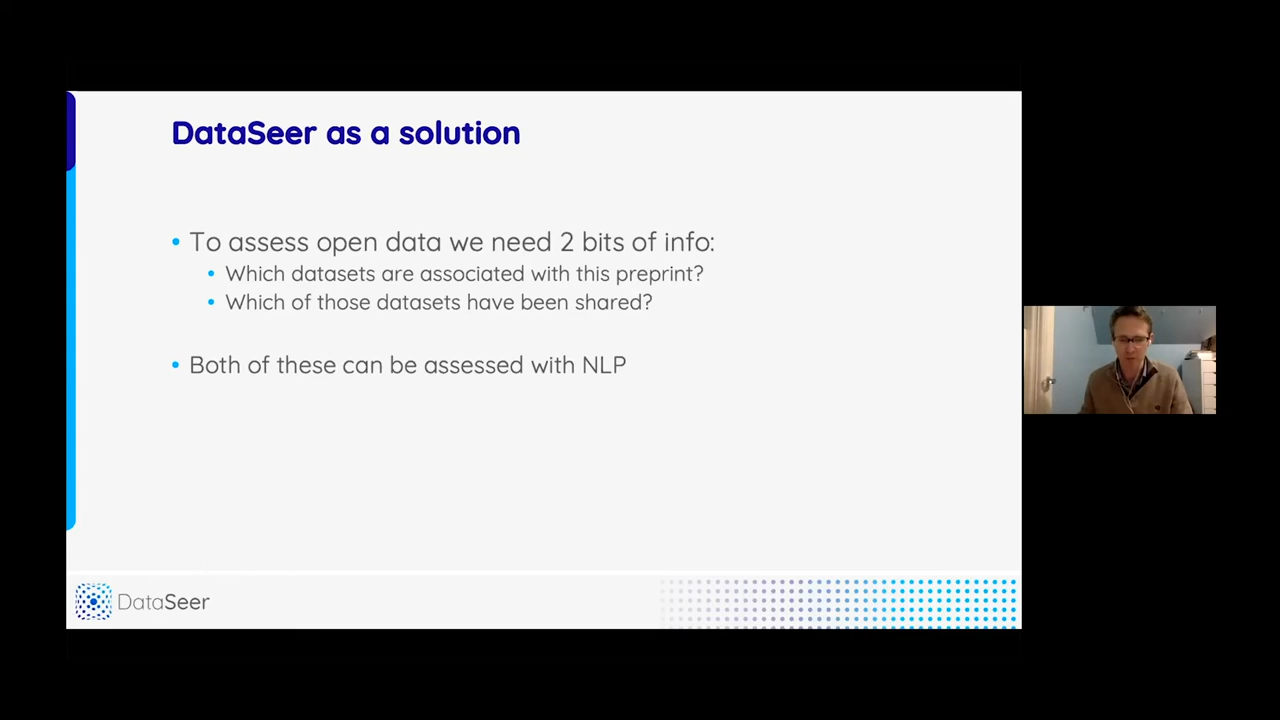 DataSeer as a solution
• To assess open data we need 2 bits of info:
• Which datasets are associated with this preprint?
• Which of those datasets have been shared?
• Both of these can be assessed with NLP
DataSeer